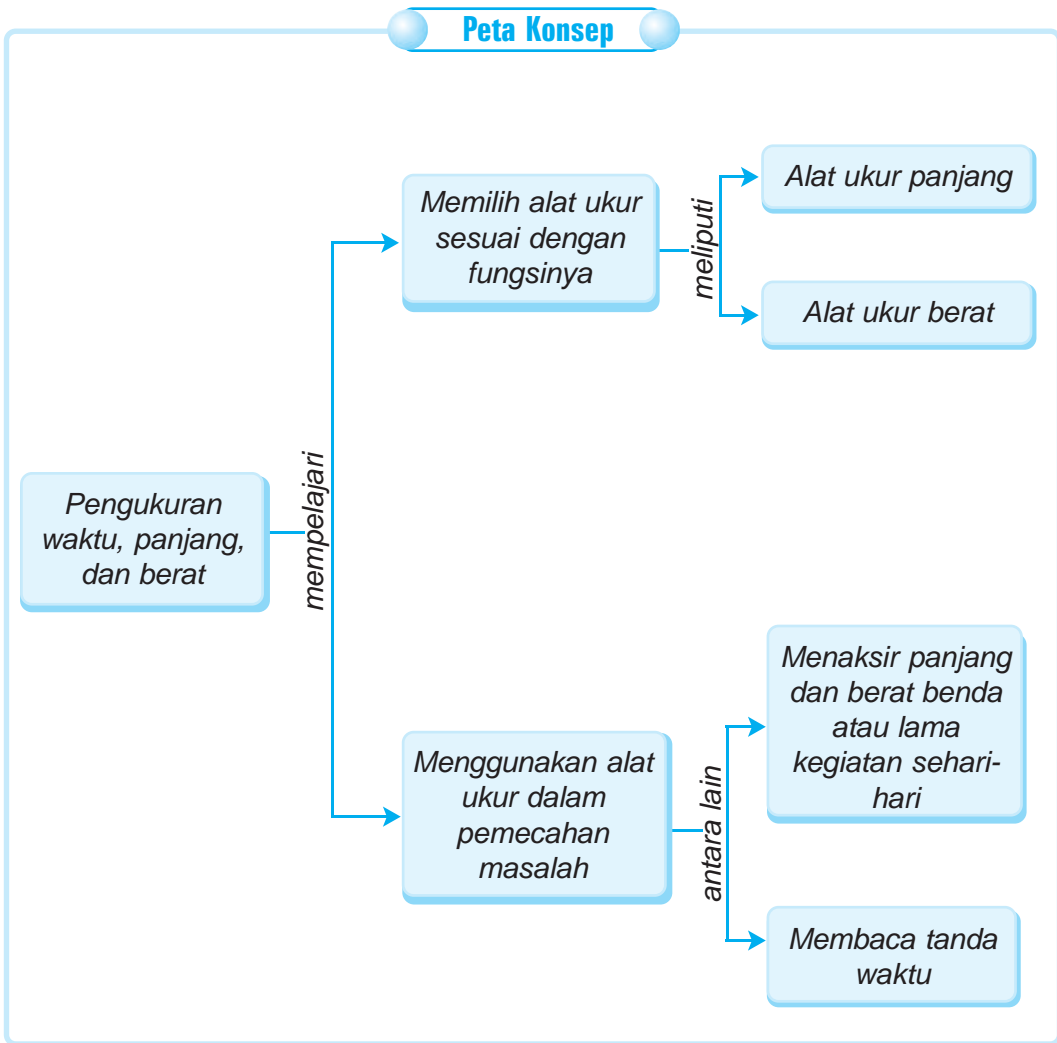 Peta Konsep
Pengukuran
waktu, panjang,
dan berat
mempelajari
Memilih alat ukur
sesuai dengan
fungsinya
meliputi
Alat ukur panjang
Alat ukur berat
Menggunakan alat
ukur dalam
pemecahan
masalah
antara lain
Menaksir panjang
dan berat benda
atau lama
kegiatan sehari-
hari
Membaca tanda
waktu